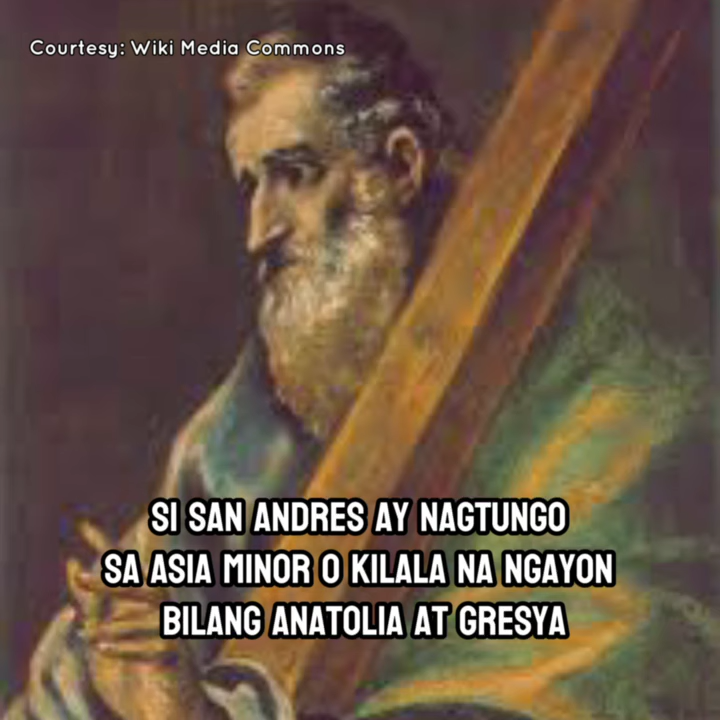 Courtesy: Wiki Media Commons
SI SAN ANDRES AY NAGTUNGO
SA ASIA MINOR O KILALA NA NGAYON
BILANG ANATOLIA AT GRESYA